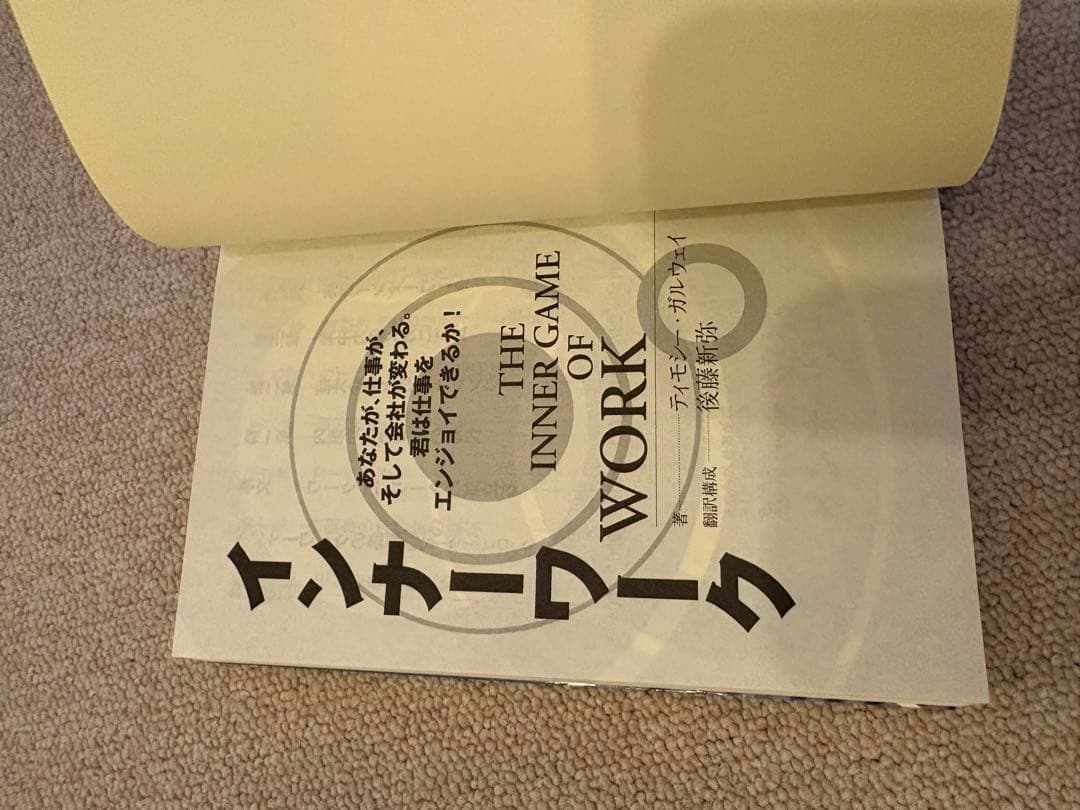 あなたが、仕事が、
そして会社が変わる。
君は仕事を
エンジョイできるか！
THE
INNER GAME
OF
WORK
著 ティモシー・ガルウェイ
翻訳構成 後藤新弥
インナーワーク